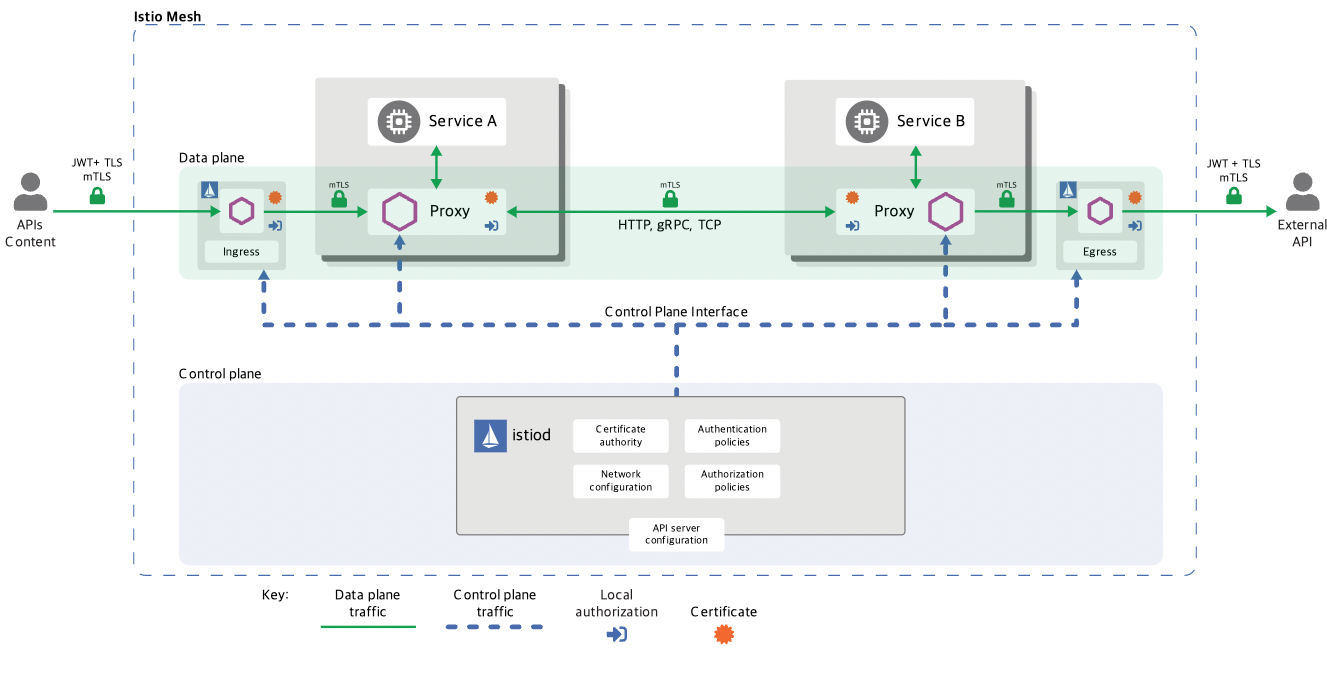 Istio Mesh
Service A
Service B
Data plane
JWT+ TLS
mTLS
mTLS
mTLS
mTLS
JWT + TLS
mTLS
Proxy
Proxy
HTTP, gRPC, TCP
APIs
Content
Ingress
Egress
External
API
Control Plane Interface
Control plane
istiod
Certificate
authority
Authentication
policies
Network
configuration
Authorization
policies
API server
configuration
Key:
Data plane
traffic
Control plane
traffic
Local
authorization
Certificate